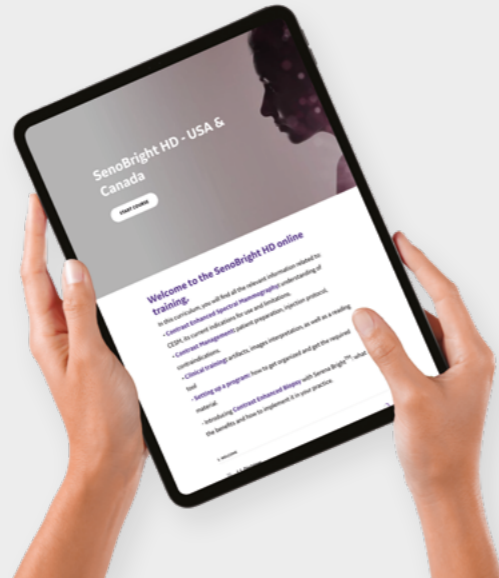 SenoBright HD - USA &
Canada
START COURSE
Welcome to the SenoBright HD online
training.
In this curriculum, you will find all the relevant information related to:
- Contrast Enhanced Spectral Mammography: understanding of
CESM, to current indications for use and limitations.
- Contrast Management: patient preparation, injection protocol,
contraindications.
- Clinical training: artifacts, images interpretation, as well as a reading
tool
- Setting up a program: how to get organized and get the required
material.
- Introducing Contrast Enhanced Biopsy with Serena Bright™, what
the benefits and how to implement it in your practice.